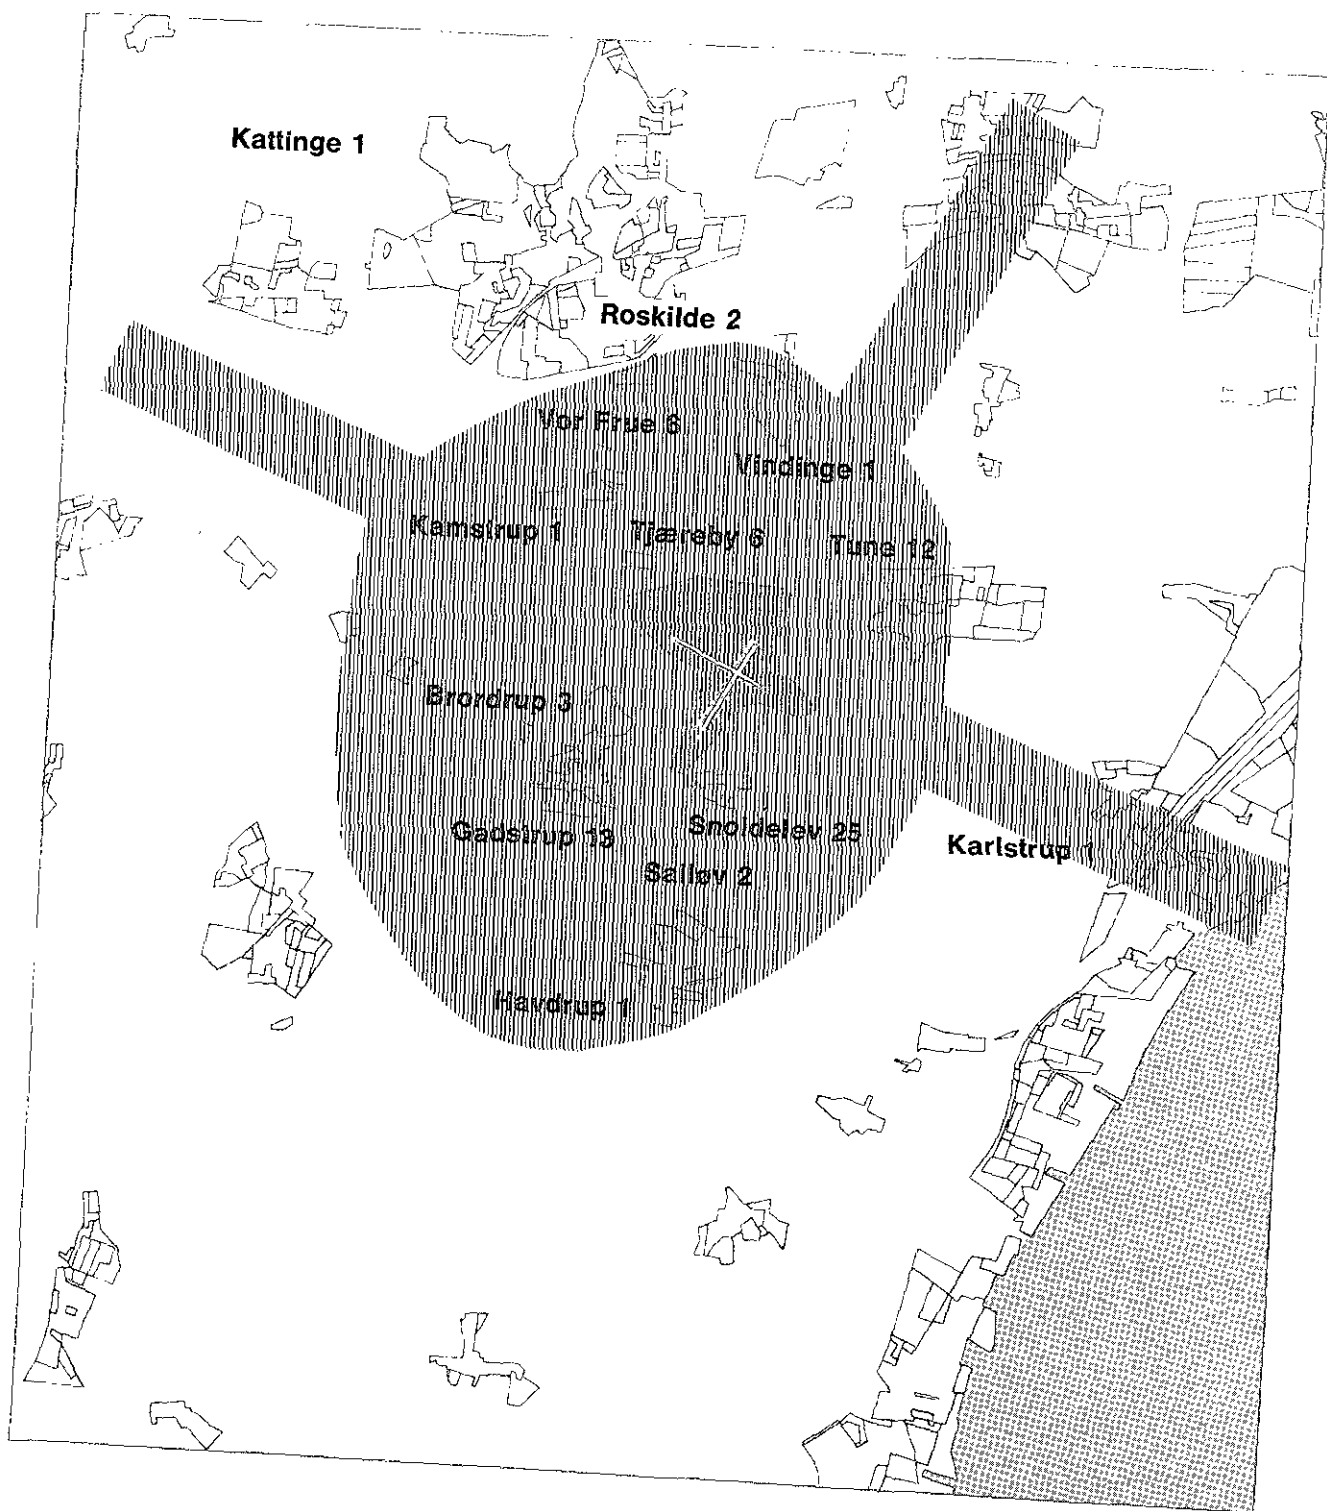 Kattinge 1
Roskilde 2
Vor Frue 6
Vindinge 1
Kamstrup 1
Tjæreby 6
Tune 12
Brordrup 3
Gadstrup 13
Snoldelev 25
Karlstrup 1
Salløv 2
Havdrup 1